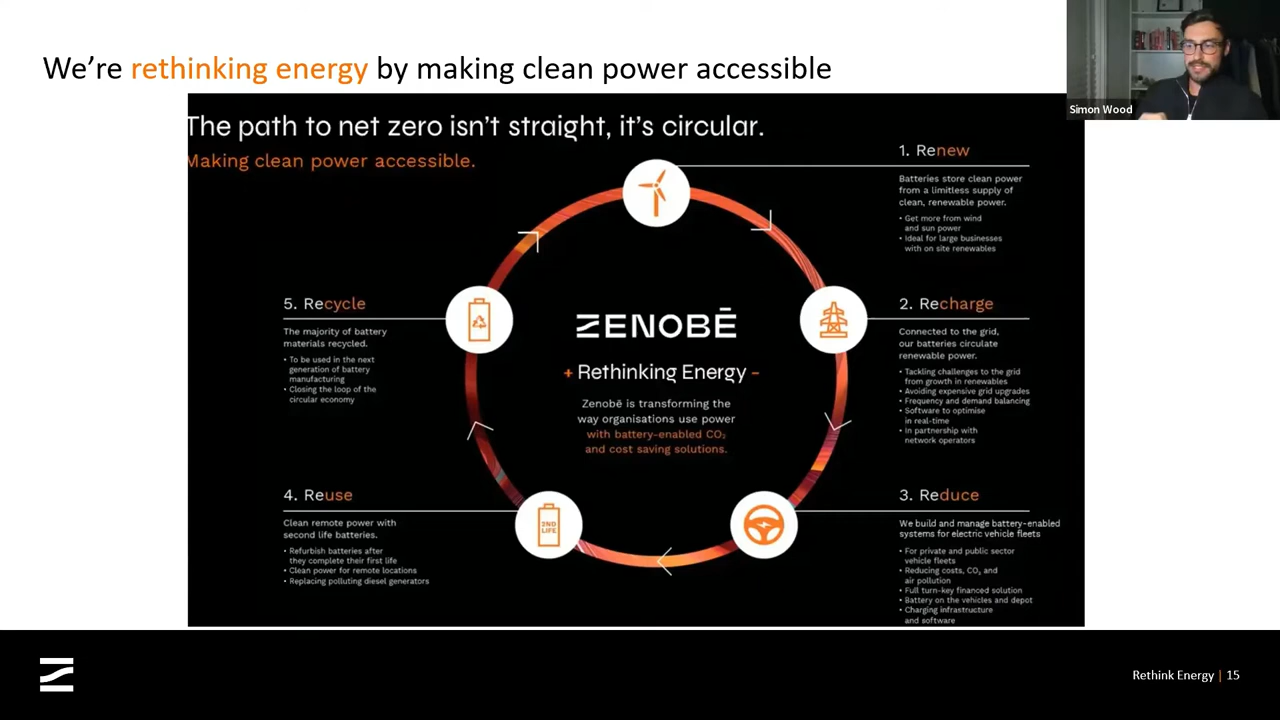 We're rethinking energy by making clean power accessible
Simon Wood
The path to net zero isn't straight, it's circular.
Making clean power accessible.
1. Renew
Batteries store clean power
from a limitless supply of
clean, renewable power.
• Get more from wind
and sun power
• Ideal for large businesses
with on site renewables
2. Recharge
Connected to the grid,
our batteries circulate
renewable power.
• Tackling challenges to the grid
from growth in renewables
• Avoiding expensive grid upgrades
• Frequency and demand balancing
• Software to optimise
in real-time
• In partnership with
network operators
3. Reduce
We build and manage battery-enabled
systems for electric vehicle fleets
• For private and public sector
vehicle fleets
• Reducing costs, CO₂ and
air pollution
• Full turn-key financed solution
• Battery on the vehicles and depot
• Charging infrastructure
and software
4. Reuse
Clean remote power with
second life batteries.
• Refurbish batteries after
they complete their first life
• Clean power for remote locations
• Replacing polluting diesel generators
2ND
LIFE
5. Recycle
The majority of battery
materials recycled.
• To be used in the next
generation of battery
manufacturing
• Closing the loop of the
circular economy
ZENOBĒ
+ Rethinking Energy –
Zenobē is transforming the
way organisations use power
with battery-enabled CO₂
and cost saving solutions.
Rethink Energy | 15